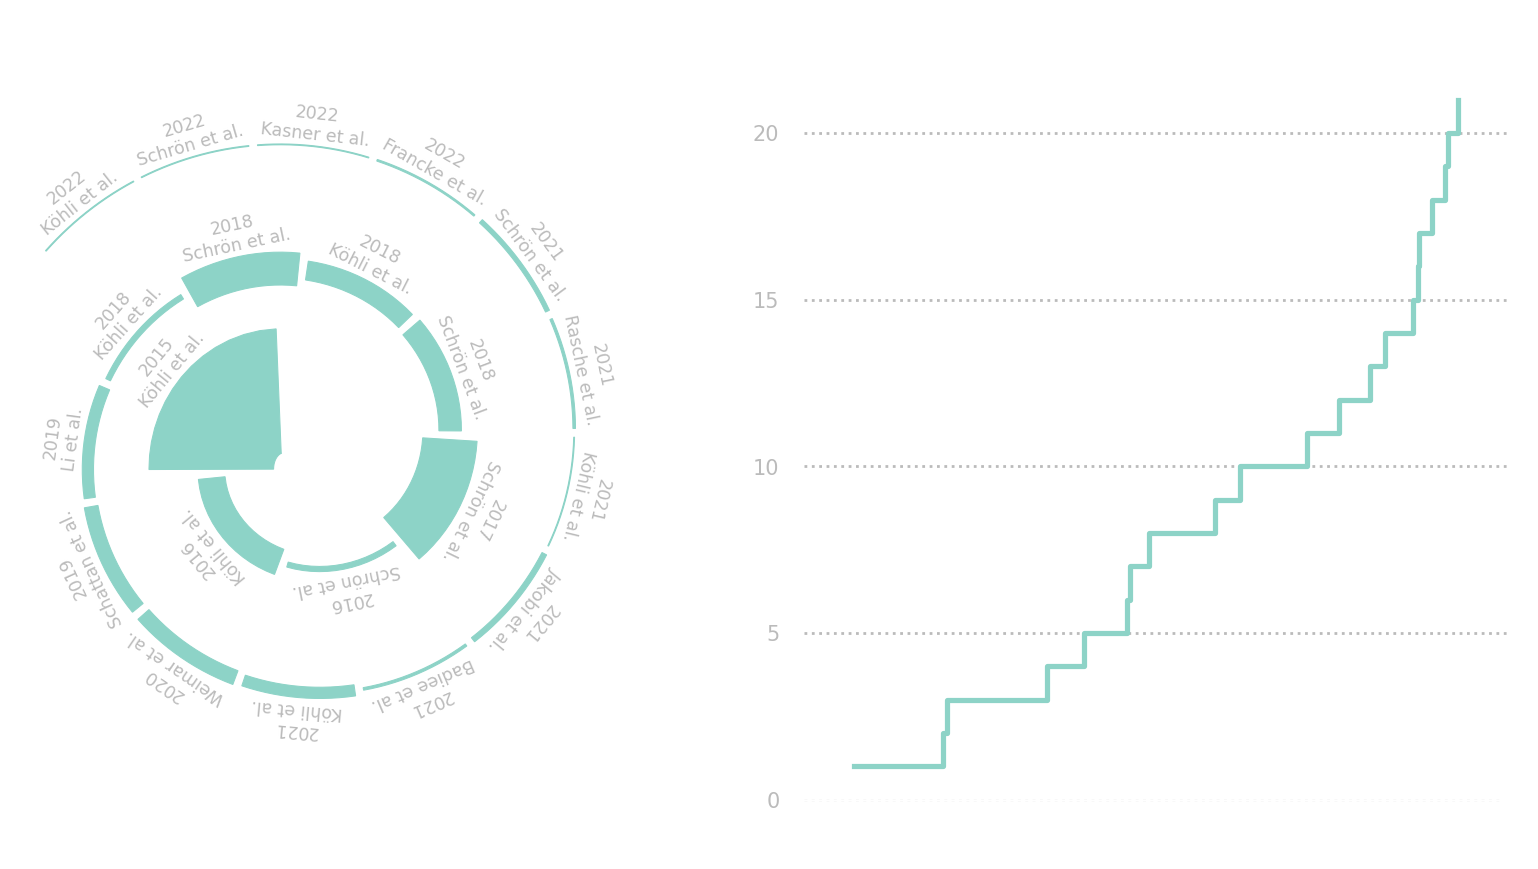 2015
Köhli et al.
2016
Köhli et al.
2016
Schrön et al.
2017
Schrön et al.
2018
Schrön et al.
2018
Köhli et al.
2018
Schrön et al.
2018
Köhli et al.
2019
Li et al.
2019
Schattan et al.
2020
Weimar et al.
2021
Köhli et al.
2021
Badiee et al.
2021
Jakobi et al.
2021
Köhli et al.
2021
Rasche et al.
2021
Schrön et al.
2022
Francke et al.
2022
Kasner et al.
2022
Schrön et al.
2022
Köhli et al.
20
15
10
5
0